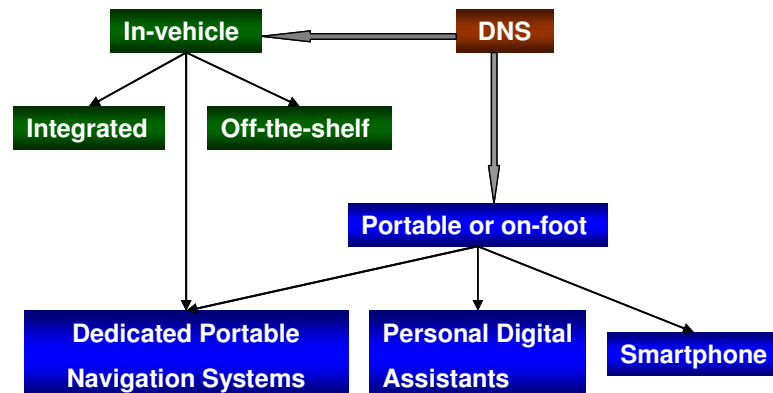 In-vehicle
DNS
Integrated
Off-the-shelf
Portable or on-foot
Dedicated Portable
Navigation Systems
Personal Digital
Assistants
Smartphone